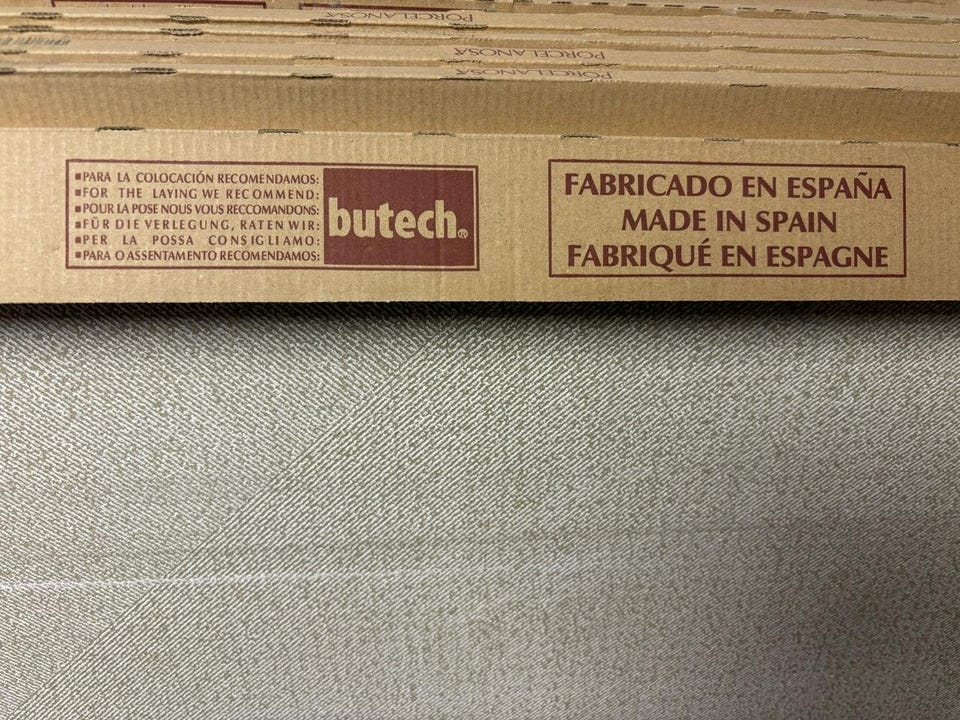 PORCELANOSA
PORCELANOSA
PORCELANOSA
▪PARA LA COLOCACIÓN RECOMENDAMOS:
▪FOR THE LAYING WE RECOMMEND:
▪POUR LA POSE NOUS VOUS RECCOMANDONS:
▪FÜR DIE VERLEGUNG, RATEN WIR:
▪PER LA POSSA CONSIGLIAMO:
▪PARA O ASSENTAMENTO RECOMENDAMOS:
butech®
FABRICADO EN ESPAÑA
MADE IN SPAIN
FABRIQUÉ EN ESPAGNE